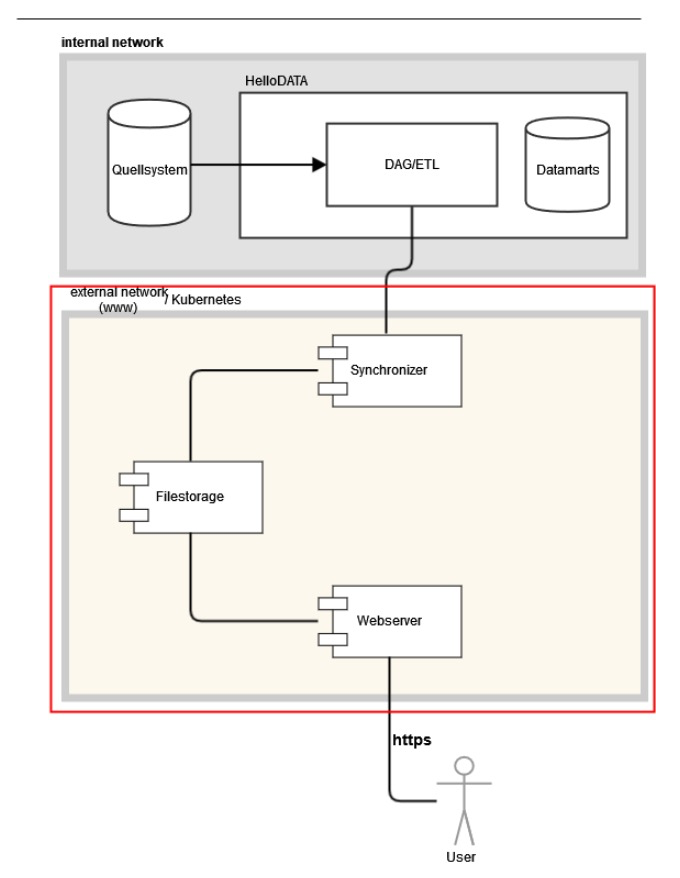 internal network
HelloDATA
Quellsystem
DAG/ETL
Datamarts
external network / Kubernetes
(www)
Synchronizer
Filestorage
Webserver
https
User